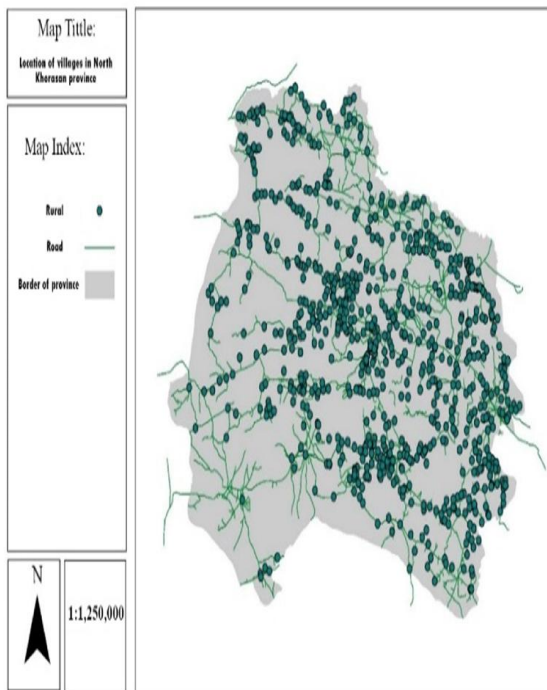 Map Tittle:
Location of villages in North
Khorasan province
Map Index:
Rural
Road
Border of province
N
1:1,250,000